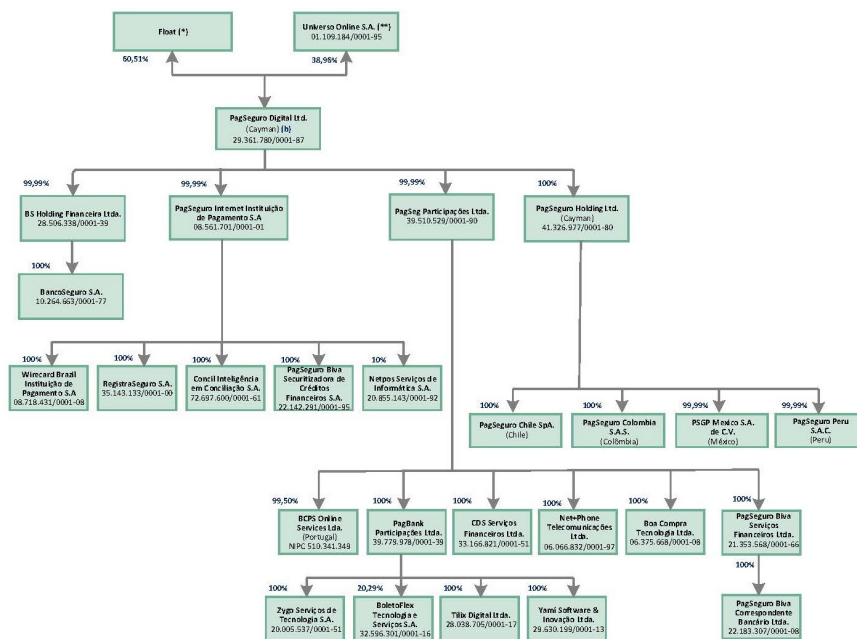 Float (*)
Universo Online S.A. (**)
01.109.184/0001-95
60,51%
38,96%
PagSeguro Digital Ltd.
(Cayman) (b)
29.361.780/0001-87
99,99%
99,99%
99,99%
100%
BS Holding Financeira Ltda.
28.506.338/0001-39
PagSeguro Internet Instituição
de Pagamento S.A
08.561.701/0001-01
PagSeg Participações Ltda.
39.510.529/0001-90
PagSeguro Holding Ltd.
(Cayman)
41.326.977/0001-80
100%
BancoSeguro S.A.
10.264.663/0001-77
100%
100%
100%
100%
10%
Wirecard Brazil
Instituição de
Pagamento S.A
08.718.431/0001-08
RegistraSeguro S.A.
35.143.133/0001-00
Concil Inteligência
em Conciliação S.A.
72.697.600/0001-61
PagSeguro Biva
Securitizadora de
Créditos
Financeiros S.A.
22.142.291/0001-95
Netpos Serviços de
Informática S.A.
20.855.143/0001-92
100%
100%
99,99%
99,99%
PagSeguro Chile SpA.
(Chile)
PagSeguro Colombia
S.A.S.
(Colômbia)
PSGP Mexico S.A.
de C.V.
(México)
PagSeguro Peru
S.A.C.
(Peru)
99,50%
100%
100%
100%
100%
100%
BCPS Online
Services Lda.
(Portugal)
NIPC 510.341.349
PagBank
Participações Ltda.
39.779.978/0001-39
CDS Serviços
Financeiros Ltda.
33.166.821/0001-51
Net+Phone
Telecomunicações
Ltda.
06.066.832/0001-97
Boa Compra
Tecnologia Ltda.
06.375.668/0001-08
PagSeguro Biva
Serviços
Financeiros Ltda.
21.353.568/0001-66
100%
20,29%
100%
100%
100%
Zygo Serviços de
Tecnologia S.A.
20.005.537/0001-51
BoletoFlex
Tecnologia e
Serviços S.A.
32.596.301/0001-16
Tilix Digital Ltda.
28.038.705/0001-17
Yamí Software &
Inovação Ltda.
29.630.199/0001-13
PagSeguro Biva
Correspondente
Bancário Ltda.
22.183.307/0001-08